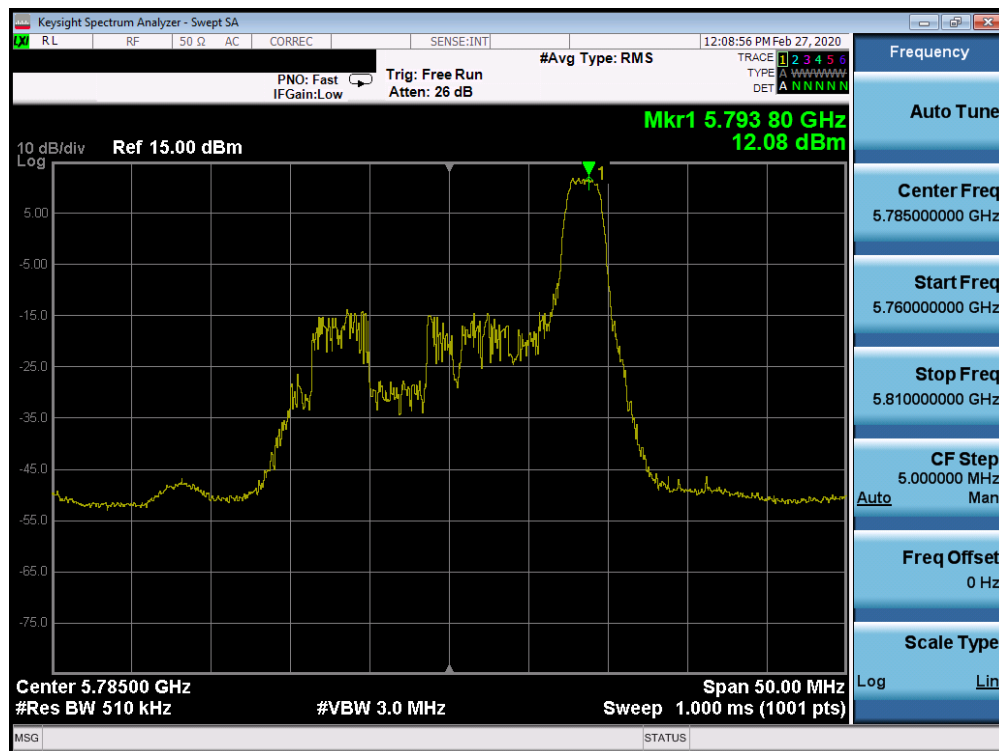 Keysight Spectrum Analyzer - Swept SA
LXI RL RF 50 Ω AC CORREC SENSE:INT 12:08:56 PM Feb 27, 2020
PNO: Fast
IFGain:Low
Trig: Free Run
Atten: 26 dB
#Avg Type: RMS
TRACE 1 2 3 4 5 6
TYPE A WWWWW
DET A N N N N N
Mkr1 5.793 80 GHz
12.08 dBm
10 dB/div Ref 15.00 dBm
Log
1
5.00
-5.00
-15.0
-25.0
-35.0
-45.0
-55.0
-65.0
-75.0
Center 5.78500 GHz Span 50.00 MHz
#Res BW 510 kHz #VBW 3.0 MHz Sweep 1.000 ms (1001 pts)
MSG STATUS
Frequency
Auto Tune
Center Freq
5.785000000 GHz
Start Freq
5.760000000 GHz
Stop Freq
5.810000000 GHz
CF Step
5.000000 MHz
Auto Man
Freq Offset
0 Hz
Scale Type
Log Lin